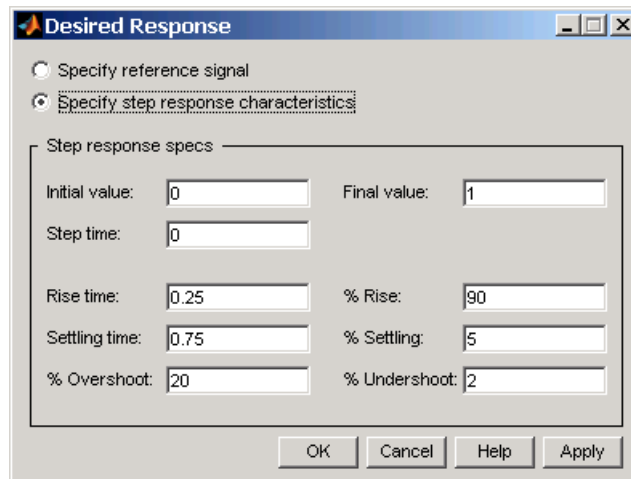 Desired Response
Specify reference signal
Specify step response characteristics
Step response specs
Initial value: 0 Final value: 1
Step time: 0
Rise time: 0.25 % Rise: 90
Settling time: 0.75 % Settling: 5
% Overshoot: 20 % Undershoot: 2
OK Cancel Help Apply